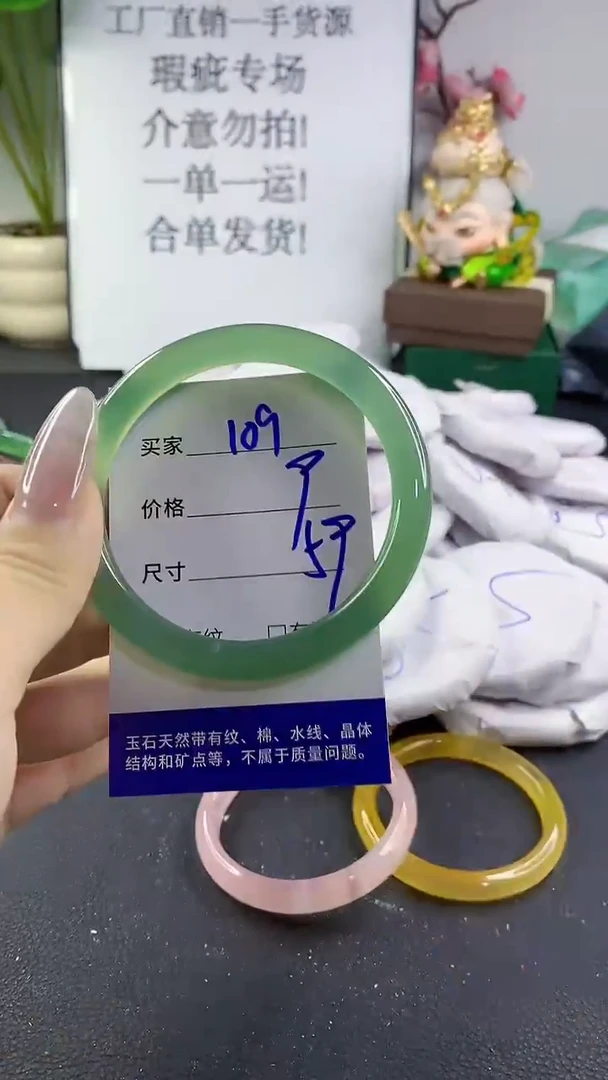 工厂直销一手货源
瑕疵专场
介意勿拍!
一单一运!
合单发货!
买家 109
价格
尺寸
玉石天然带有纹、棉、水线、晶体
结构和矿点等，不属于质量问题。